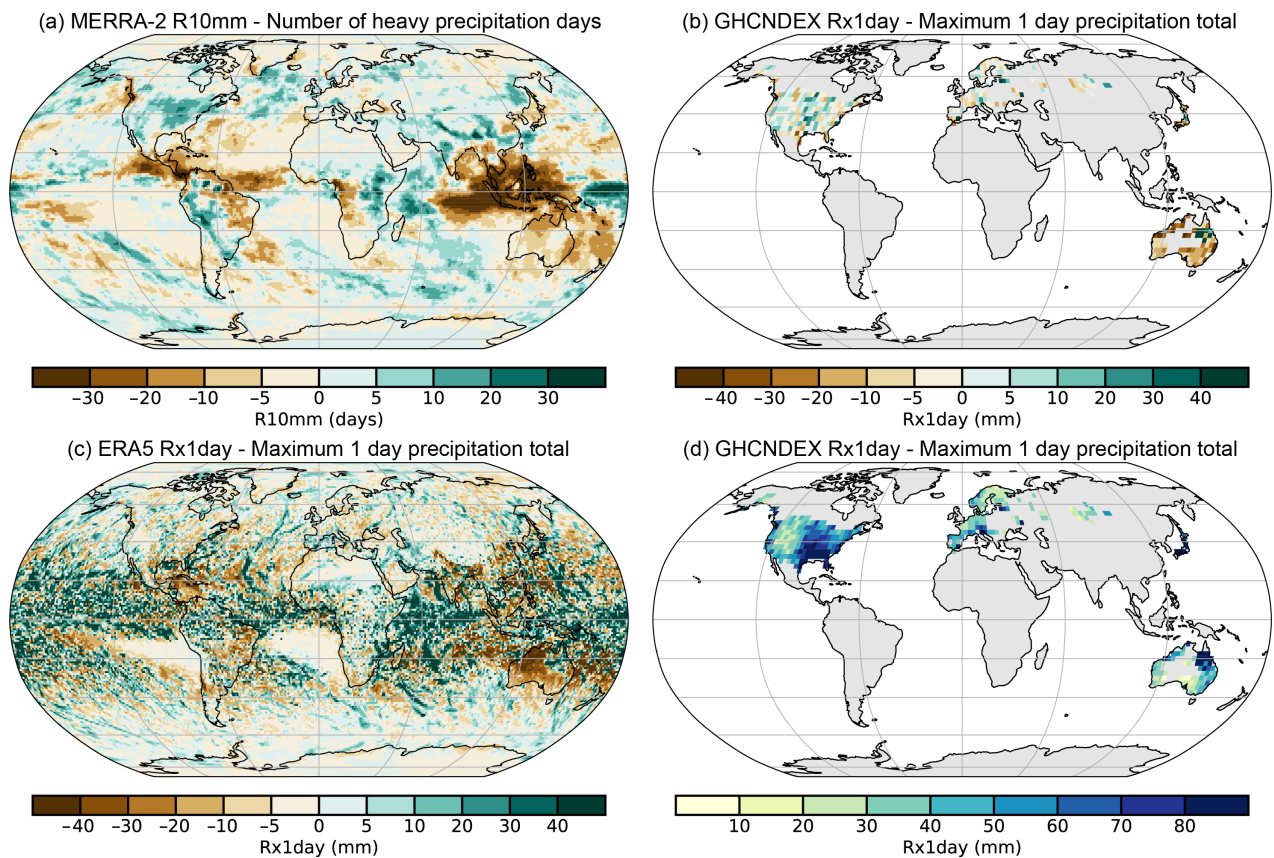 (a) MERRA-2 R10mm - Number of heavy precipitation days
(b) GHCNDEX Rx1day - Maximum 1 day precipitation total
−30 −20 −10 −5 0 5 10 20 30
R10mm (days)
−40 −30 −20 −10 −5 0 5 10 20 30 40
Rx1day (mm)
(c) ERA5 Rx1day - Maximum 1 day precipitation total
(d) GHCNDEX Rx1day - Maximum 1 day precipitation total
−40 −30 −20 −10 −5 0 5 10 20 30 40
Rx1day (mm)
10 20 30 40 50 60 70 80
Rx1day (mm)